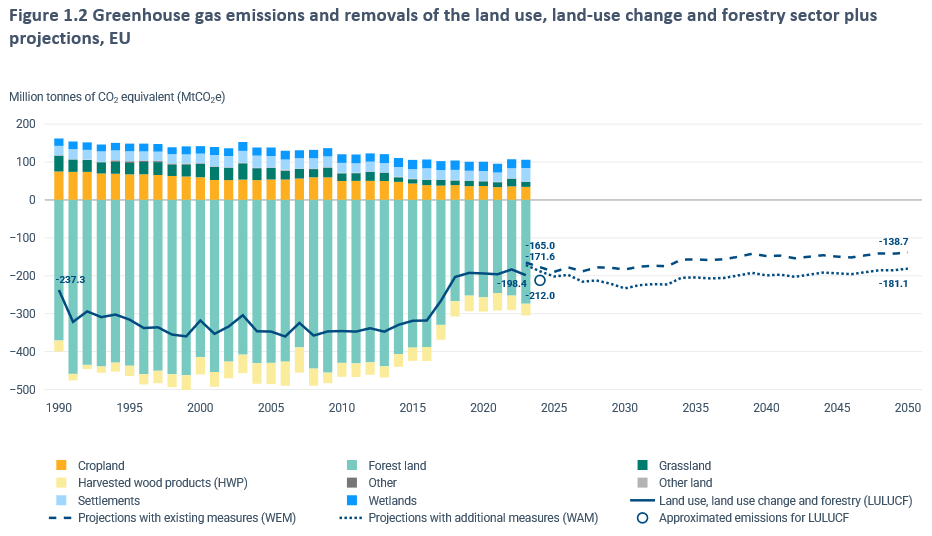 Figure 1.2 Greenhouse gas emissions and removals of the land use, land-use change and forestry sector plus
projections, EU
Million tonnes of CO₂ equivalent (MtCO₂e)
200
100
0
−100
−200
−300
−400
−500
-237.3
-165.0
-171.6
-198.4
-212.0
-138.7
-181.1
1990
1995
2000
2005
2010
2015
2020
2025
2030
2035
2040
2045
2050
Cropland
Forest land
Grassland
Harvested wood products (HWP)
Other
Other land
Settlements
Wetlands
Land use, land use change and forestry (LULUCF)
Projections with existing measures (WEM)
Projections with additional measures (WAM)
Approximated emissions for LULUCF